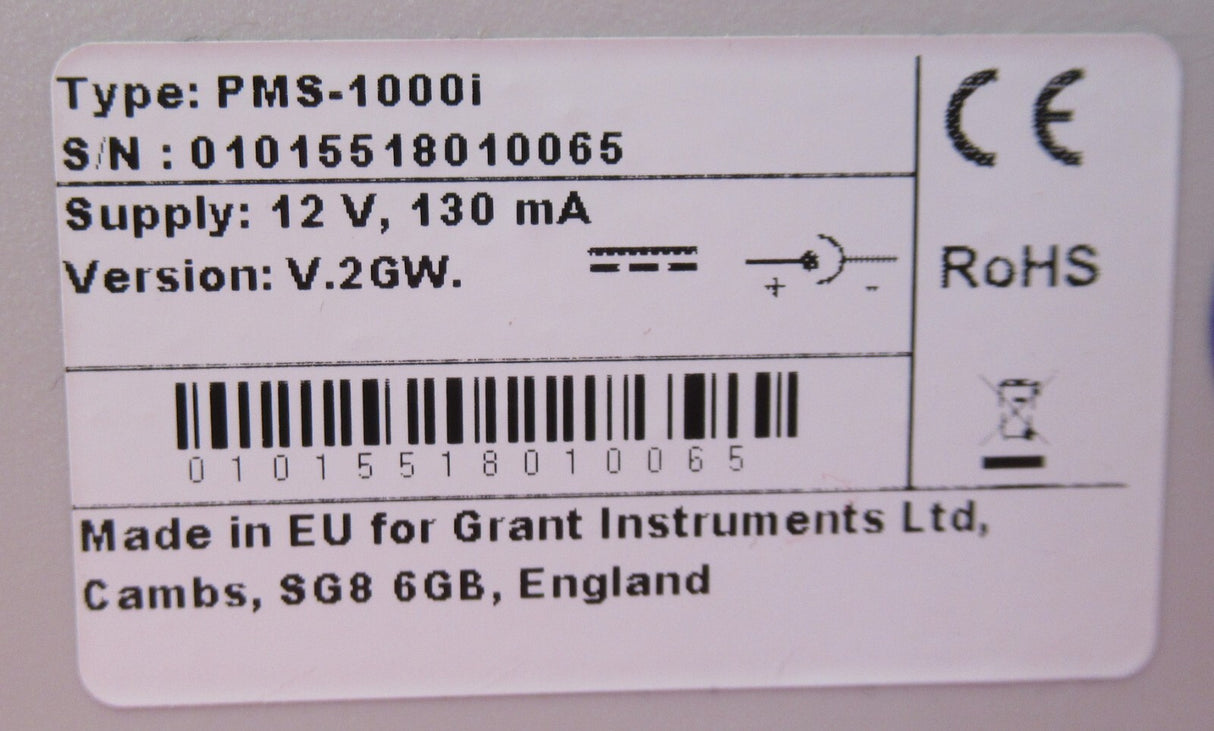 Type: PMS-1000i
S/N : 01015518010065
Supply: 12 V, 130 mA
Version: V.2GW.
+ -
01015518010065
Made in EU for Grant Instruments Ltd,
Cambs, SG8 6GB, England
CE
RoHS